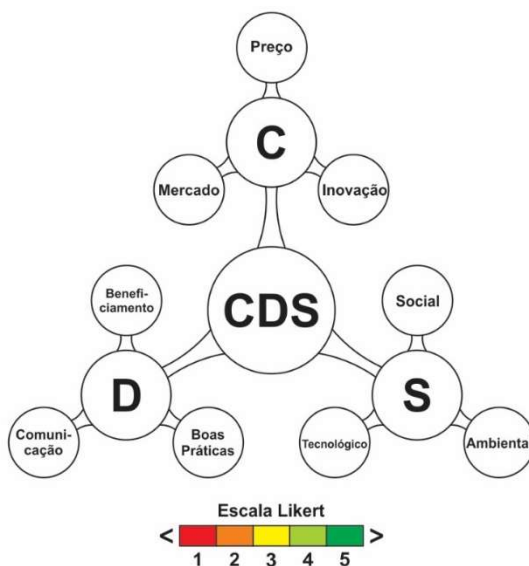 Preço
C
Mercado
Inovação
CDS
Benefi-
ciamento
Social
D
S
Comuni-
cação
Boas
Práticas
Tecnológico
Ambienta
Escala Likert
< >
1 2 3 4 5